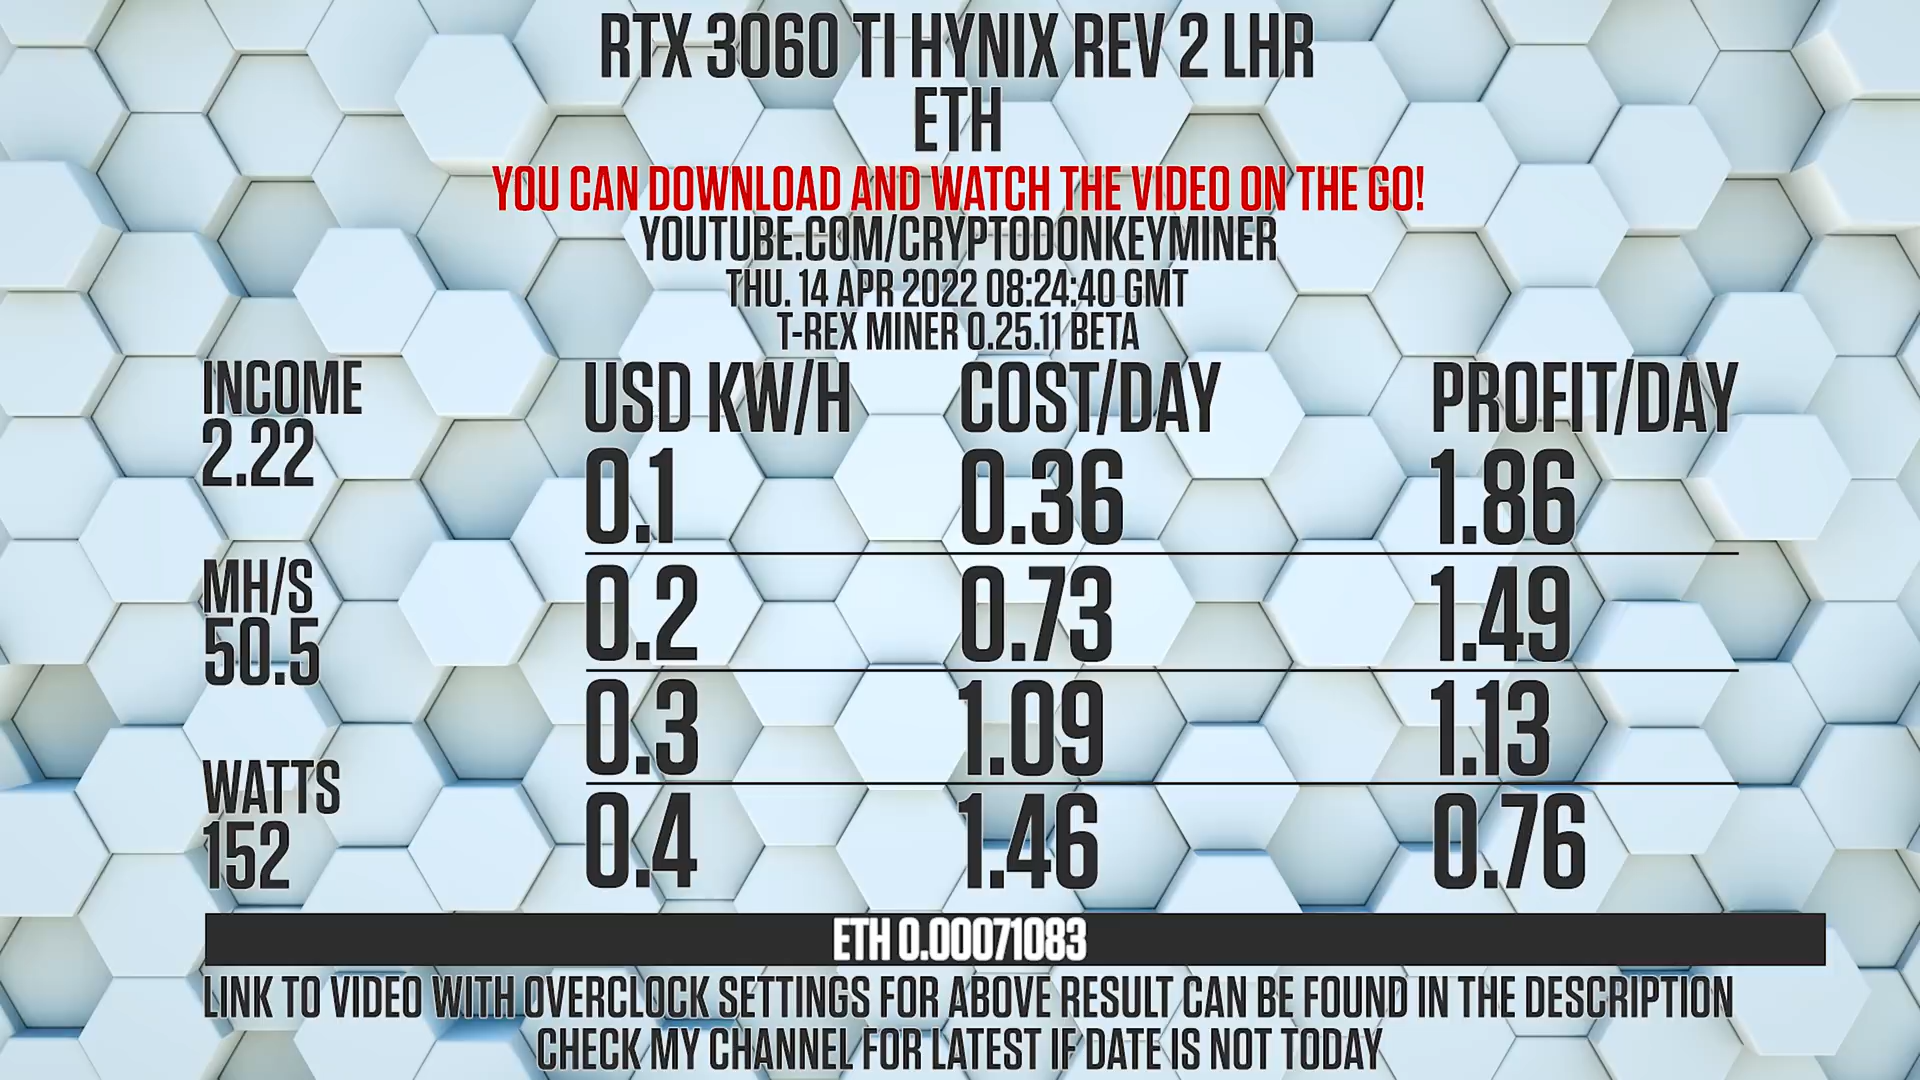 RTX 3060 TI HYNIX REV 2 LHR
ETH
YOU CAN DOWNLOAD AND WATCH THE VIDEO ON THE GO!
YOUTUBE.COM/CRYPTODONKEYMINER
THU. 14 APR 2022 08:24:40 GMT
T-REX MINER 0.25.11 BETA
INCOME
2.22
MH/S
50.5
WATTS
152
USD KW/H COST/DAY PROFIT/DAY
0.1 0.36 1.86
0.2 0.73 1.49
0.3 1.09 1.13
0.4 1.46 0.76
ETH 0.00071083
LINK TO VIDEO WITH OVERCLOCK SETTINGS FOR ABOVE RESULT CAN BE FOUND IN THE DESCRIPTION
CHECK MY CHANNEL FOR LATEST IF DATE IS NOT TODAY